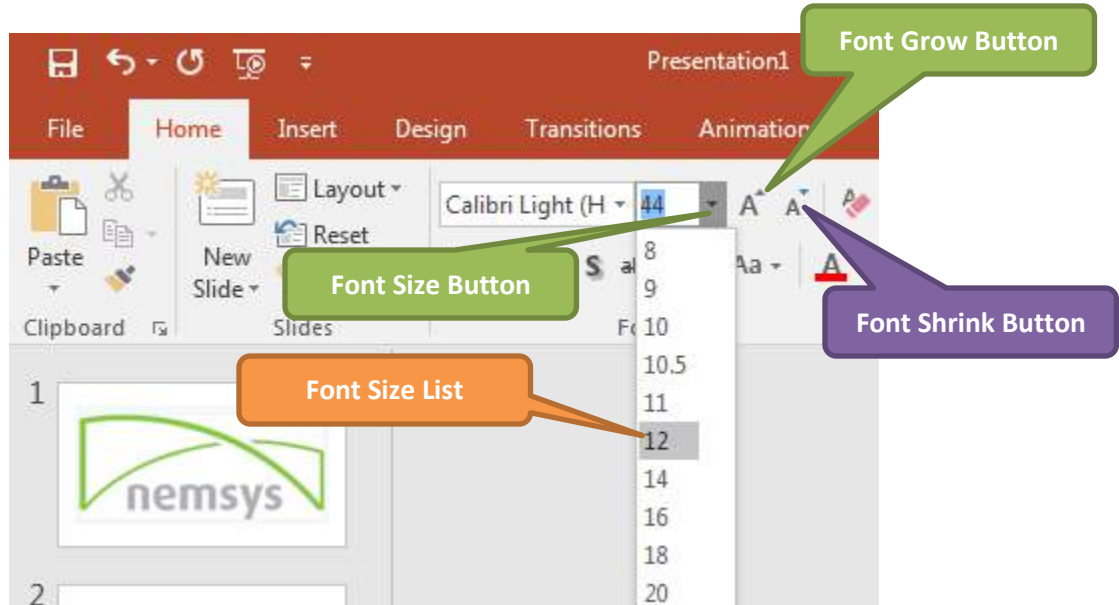 Font Grow Button
Presentation1
File Home Insert Design Transitions Animation
Layout
Calibri Light (H 44 A A
Reset
Paste New Slide
S Aa A
Font Size Button
8
9
Clipboard Slides
10
Font Shrink Button
10.5
1
Font Size List
11
12
nemsys
14
16
18
2
20